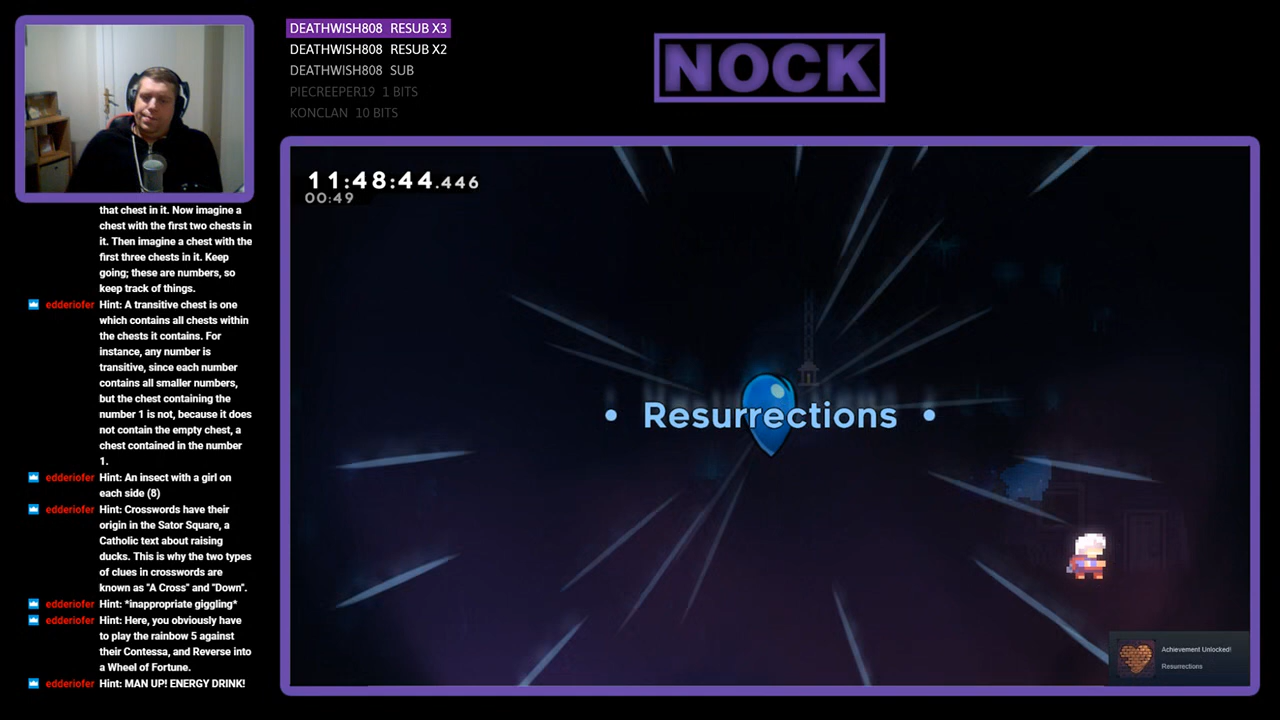 DEATHWISH808 RESUB X3
DEATHWISH808 RESUB X2
DEATHWISH808 SUB
PIECREEPER19 1 BITS
KONCLAN 10 BITS
NOCK
11:48:44.446
00:49
that chest in it. Now imagine a
chest with the first two chests in
it. Then imagine a chest with the
first three chests in it. Keep
going; these are numbers, so
keep track of things.
edderiofer Hint: A transitive chest is one
which contains all chests within
the chests it contains. For
instance, any number is
transitive, since each number
contains all smaller numbers,
but the chest containing the
number 1 is not, because it does
not contain the empty chest, a
chest contained in the number
1.
edderiofer Hint: An insect with a girl on
each side (8)
edderiofer Hint: Crosswords have their
origin in the Sator Square, a
Catholic text about raising
ducks. This is why the two types
of clues in crosswords are
known as "A Cross" and "Down".
edderiofer Hint: *inappropriate giggling*
edderiofer Hint: Here, you obviously have
to play the rainbow 5 against
their Contessa, and Reverse into
a Wheel of Fortune.
edderiofer Hint: MAN UP! ENERGY DRINK!
• Resurrections •
Achievement Unlocked!
Resurrections